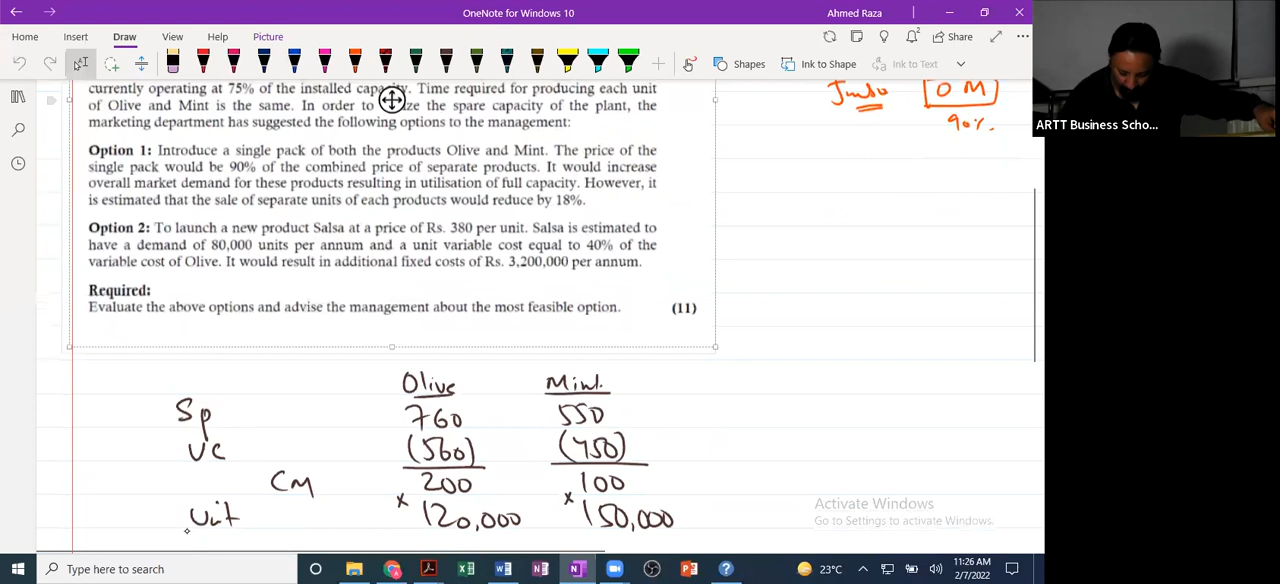 OneNote for Windows 10
Ahmed Raza
Home Insert Draw View Help Picture
Share
Shapes Ink to Shape Ink to Text
currently operating at 75% of the installed capacity. Time required for producing each unit
of Olive and Mint is the same. In order to the spare capacity of the plant, the
marketing department has suggested the following options to the management:
Option 1: Introduce a single pack of both the products Olive and Mint. The price of the
single pack would be 90% of the combined price of separate products. It would increase
overall market demand for these products resulting in utilisation of full capacity. However, it
is estimated that the sale of separate units of each products would reduce by 18%.
Option 2: To launch a new product Salsa at a price of Rs. 380 per unit. Salsa is estimated to
have a demand of 80,000 units per annum and a unit variable cost equal to 40% of the
variable cost of Olive. It would result in additional fixed costs of Rs. 3,200,000 per annum.
Required:
Evaluate the above options and advise the management about the most feasible option. (11)
O M
90%.
ARTT Business Scho...
Olive Mint.
Sp 760 550
VC (560) (450)
CM 200 100
Unit × 120,000 × 150,000
Activate Windows
Go to Settings to activate Windows.
Type here to search
23°C
11:26 AM
2/7/2022